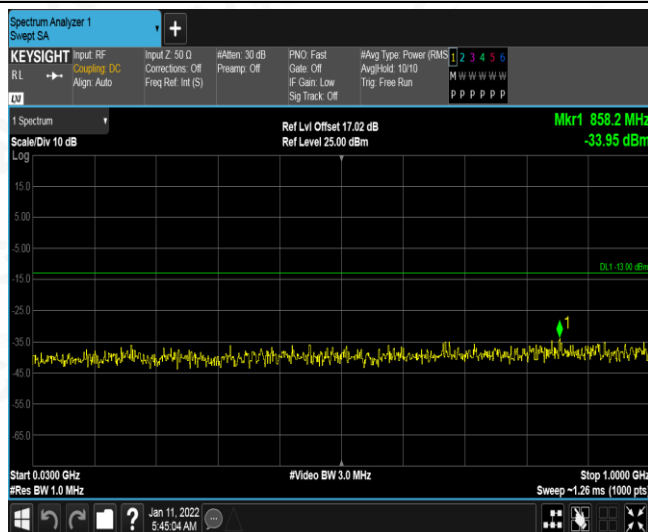 Spectrum Analyzer 1
Swept SA
KEYSIGHT
RL
LXI
Input: RF
Coupling: DC
Align: Auto
Input Z: 50 Ω
Corrections: Off
Freq Ref: Int (S)
#Atten: 30 dB
Preamp: Off
PNO: Fast
Gate: Off
IF Gain: Low
Sig Track: Off
#Avg Type: Power (RMS
Avg|Hold: 10/10
Trig: Free Run
1 2 3 4 5 6
M W W W W W
P P P P P P
1 Spectrum
Scale/Div 10 dB
Ref Lvl Offset 17.02 dB
Ref Level 25.00 dBm
Mkr1 858.2 MHz
-33.95 dBm
Log
15.0
5.00
-5.00
-15.0
DL1 -13.00 dBm
-25.0
1
-35.0
-45.0
-55.0
-65.0
Start 0.0300 GHz
#Video BW 3.0 MHz
Stop 1.0000 GHz
#Res BW 1.0 MHz
Sweep ~1.26 ms (1000 pts)
?
Jan 11, 2022
5:45:04 AM